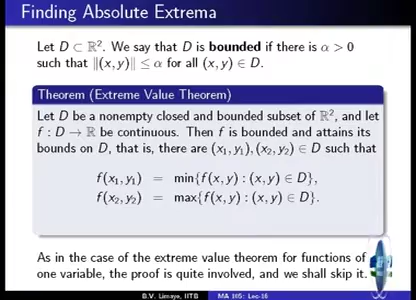 Finding Absolute Extrema
Let D ⊂ ℝ². We say that D is bounded if there is α > 0
such that ‖(x, y)‖ ≤ α for all (x, y) ∈ D.
Theorem (Extreme Value Theorem)
Let D be a nonempty closed and bounded subset of ℝ², and let
f : D → ℝ be continuous. Then f is bounded and attains its
bounds on D, that is, there are (x₁, y₁), (x₂, y₂) ∈ D such that
f(x₁, y₁) = min{f(x, y) : (x, y) ∈ D},
f(x₂, y₂) = max{f(x, y) : (x, y) ∈ D}.
As in the case of the extreme value theorem for functions of
one variable, the proof is quite involved, and we shall skip it.
B.V. Limaye, IITB MA 105: Lec-16